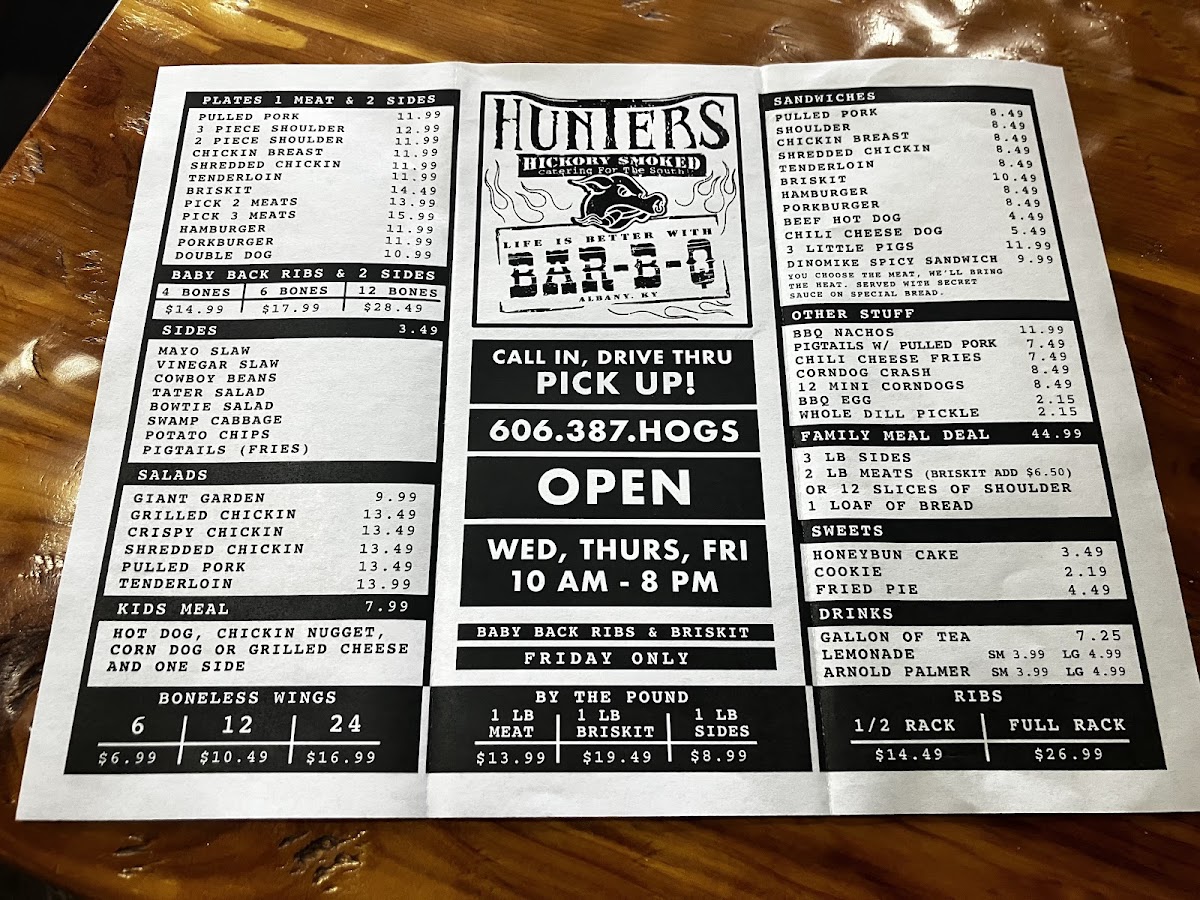 PLATES 1 MEAT & 2 SIDES
PULLED PORK 11.99
3 PIECE SHOULDER 12.99
2 PIECE SHOULDER 11.99
CHICKIN BREAST 11.99
SHREDDED CHICKIN 11.99
TENDERLOIN 11.99
BRISKIT 14.49
PICK 2 MEATS 13.99
PICK 3 MEATS 15.99
HAMBURGER 11.99
PORKBURGER 11.99
DOUBLE DOG 10.99
BABY BACK RIBS & 2 SIDES
4 BONES 6 BONES 12 BONES
$14.99 $17.99 $28.49
SIDES 3.49
MAYO SLAW
VINEGAR SLAW
COWBOY BEANS
TATER SALAD
BOWTIE SALAD
SWAMP CABBAGE
POTATO CHIPS
PIGTAILS (FRIES)
SALADS
GIANT GARDEN 9.99
GRILLED CHICKIN 13.49
CRISPY CHICKIN 13.49
SHREDDED CHICKIN 13.49
PULLED PORK 13.49
TENDERLOIN 13.99
KIDS MEAL 7.99
HOT DOG, CHICKIN NUGGET,
CORN DOG OR GRILLED CHEESE
AND ONE SIDE
BONELESS WINGS
6 12 24
$6.99 $10.49 $16.99
HUNTERS
HICKORY SMOKED
Catering For The South!
LIFE IS BETTER WITH
BAR-B-Q
ALBANY, KY
CALL IN, DRIVE THRU
PICK UP!
606.387.HOGS
OPEN
WED, THURS, FRI
10 AM - 8 PM
BABY BACK RIBS & BRISKIT
FRIDAY ONLY
BY THE POUND
1 LB MEAT 1 LB BRISKIT 1 LB SIDES
$13.99 $19.49 $8.99
SANDWICHES
PULLED PORK 8.49
SHOULDER 8.49
CHICKIN BREAST 8.49
SHREDDED CHICKIN 8.49
TENDERLOIN 8.49
BRISKIT 10.49
HAMBURGER 8.49
PORKBURGER 8.49
BEEF HOT DOG 4.49
CHILI CHEESE DOG 5.49
3 LITTLE PIGS 11.99
DINOMIKE SPICY SANDWICH 9.99
YOU CHOOSE THE MEAT, WE'LL BRING
THE HEAT. SERVED WITH SECRET
SAUCE ON SPECIAL BREAD.
OTHER STUFF
BBQ NACHOS 11.99
PIGTAILS W/ PULLED PORK 7.49
CHILI CHEESE FRIES 7.49
CORNDOG CRASH 8.49
12 MINI CORNDOGS 8.49
BBQ EGG 2.15
WHOLE DILL PICKLE 2.15
FAMILY MEAL DEAL 44.99
3 LB SIDES
2 LB MEATS (BRISKIT ADD $6.50)
OR 12 SLICES OF SHOULDER
1 LOAF OF BREAD
SWEETS
HONEYBUN CAKE 3.49
COOKIE 2.19
FRIED PIE 4.49
DRINKS
GALLON OF TEA 7.25
LEMONADE SM 3.99 LG 4.99
ARNOLD PALMER SM 3.99 LG 4.99
RIBS
1/2 RACK FULL RACK
$14.49 $26.99